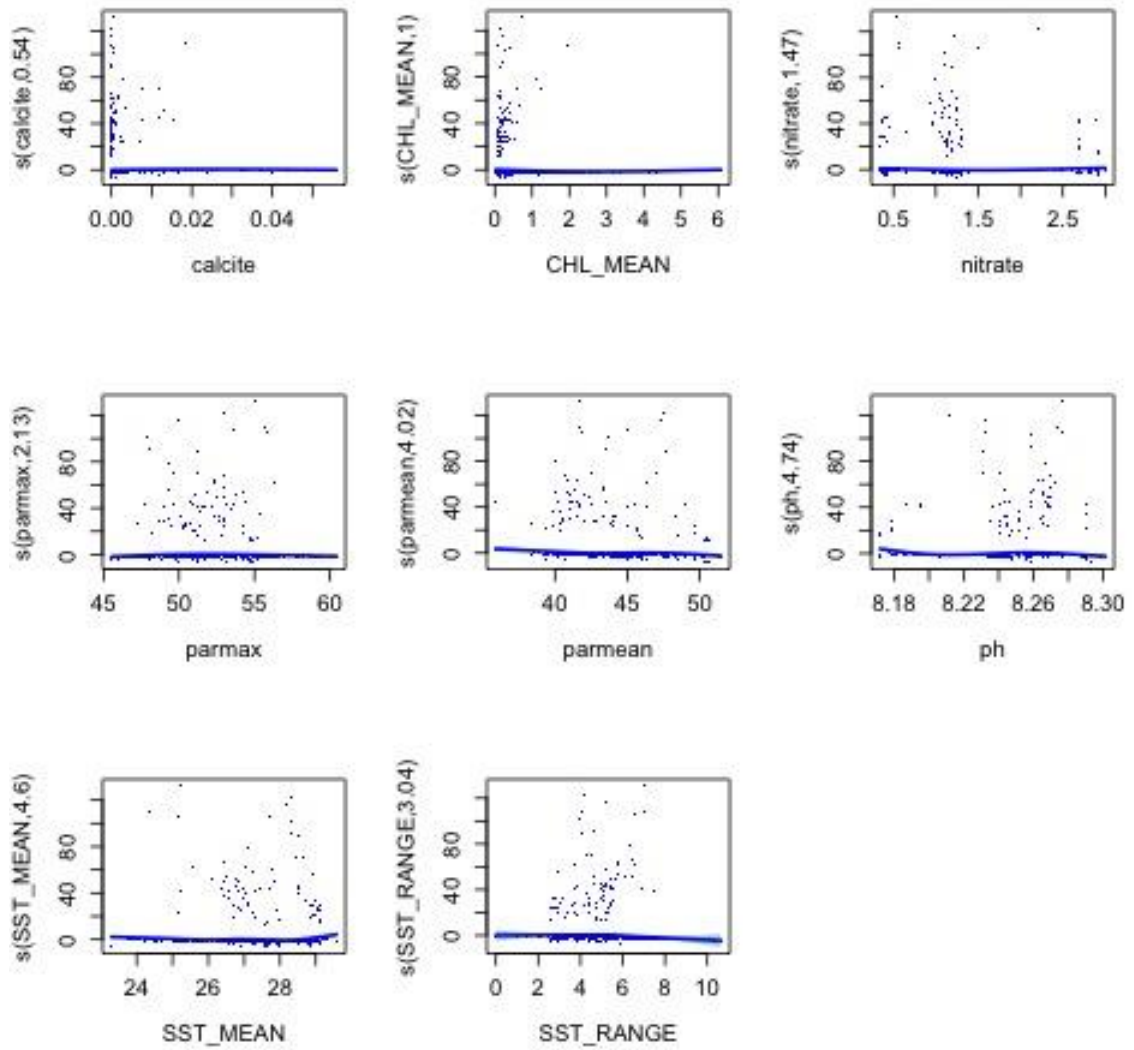 s(calcite,0.54)
80
40
0
0.00 0.02 0.04
calcite
s(CHL_MEAN,1)
80
40
0
0 1 2 3 4 5 6
CHL_MEAN
s(nitrate,1.47)
80
40
0
0.5 1.5 2.5
nitrate
s(parmax,2.13)
80
40
0
45 50 55 60
parmax
s(parmean,4.02)
80
40
0
40 45 50
parmean
s(ph,4.74)
80
40
0
8.18 8.22 8.26 8.30
ph
s(SST_MEAN,4.6)
80
40
0
24 26 28
SST_MEAN
s(SST_RANGE,3.04)
80
40
0
0 2 4 6 8 10
SST_RANGE